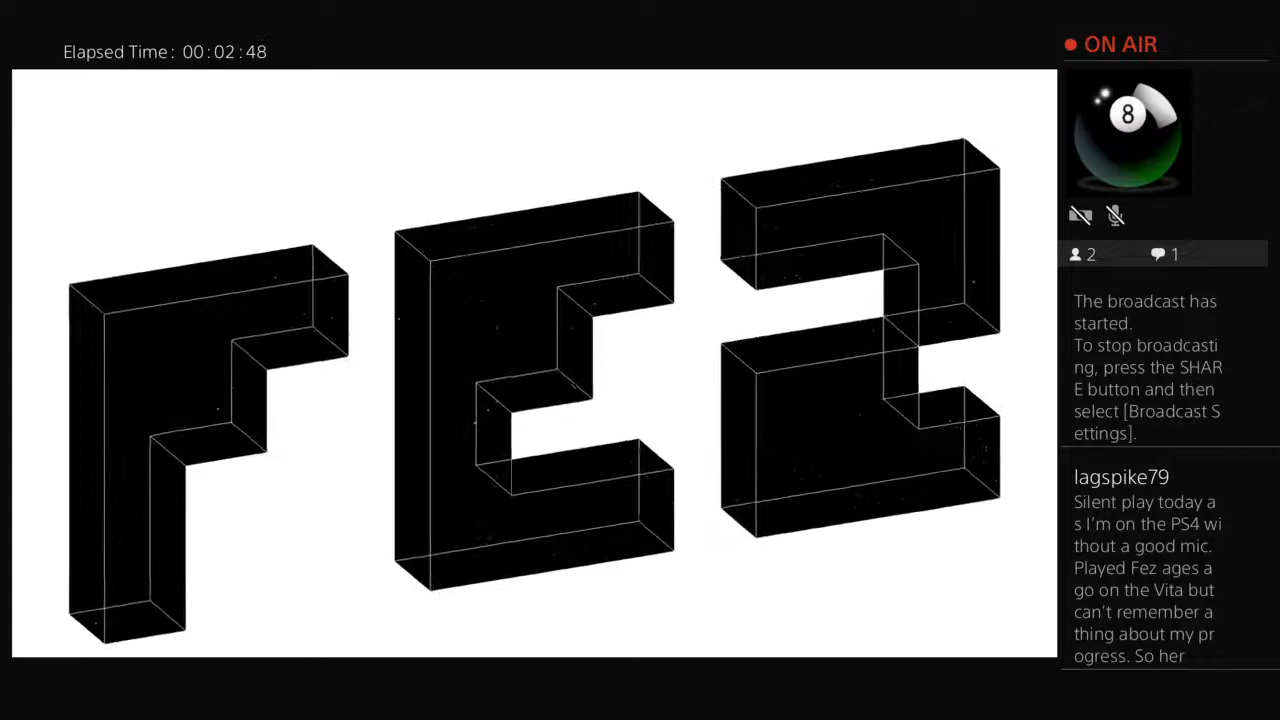 Elapsed Time: 00:02:48
ON AIR
8
2 1
FEZ
The broadcast has
started.
To stop broadcasti
ng, press the SHAR
E button and then
select [Broadcast S
ettings].
lagspike79
Silent play today a
s I'm on the PS4 wi
thout a good mic.
Played Fez ages a
go on the Vita but
can't remember a
thing about my pr
ogress. So her